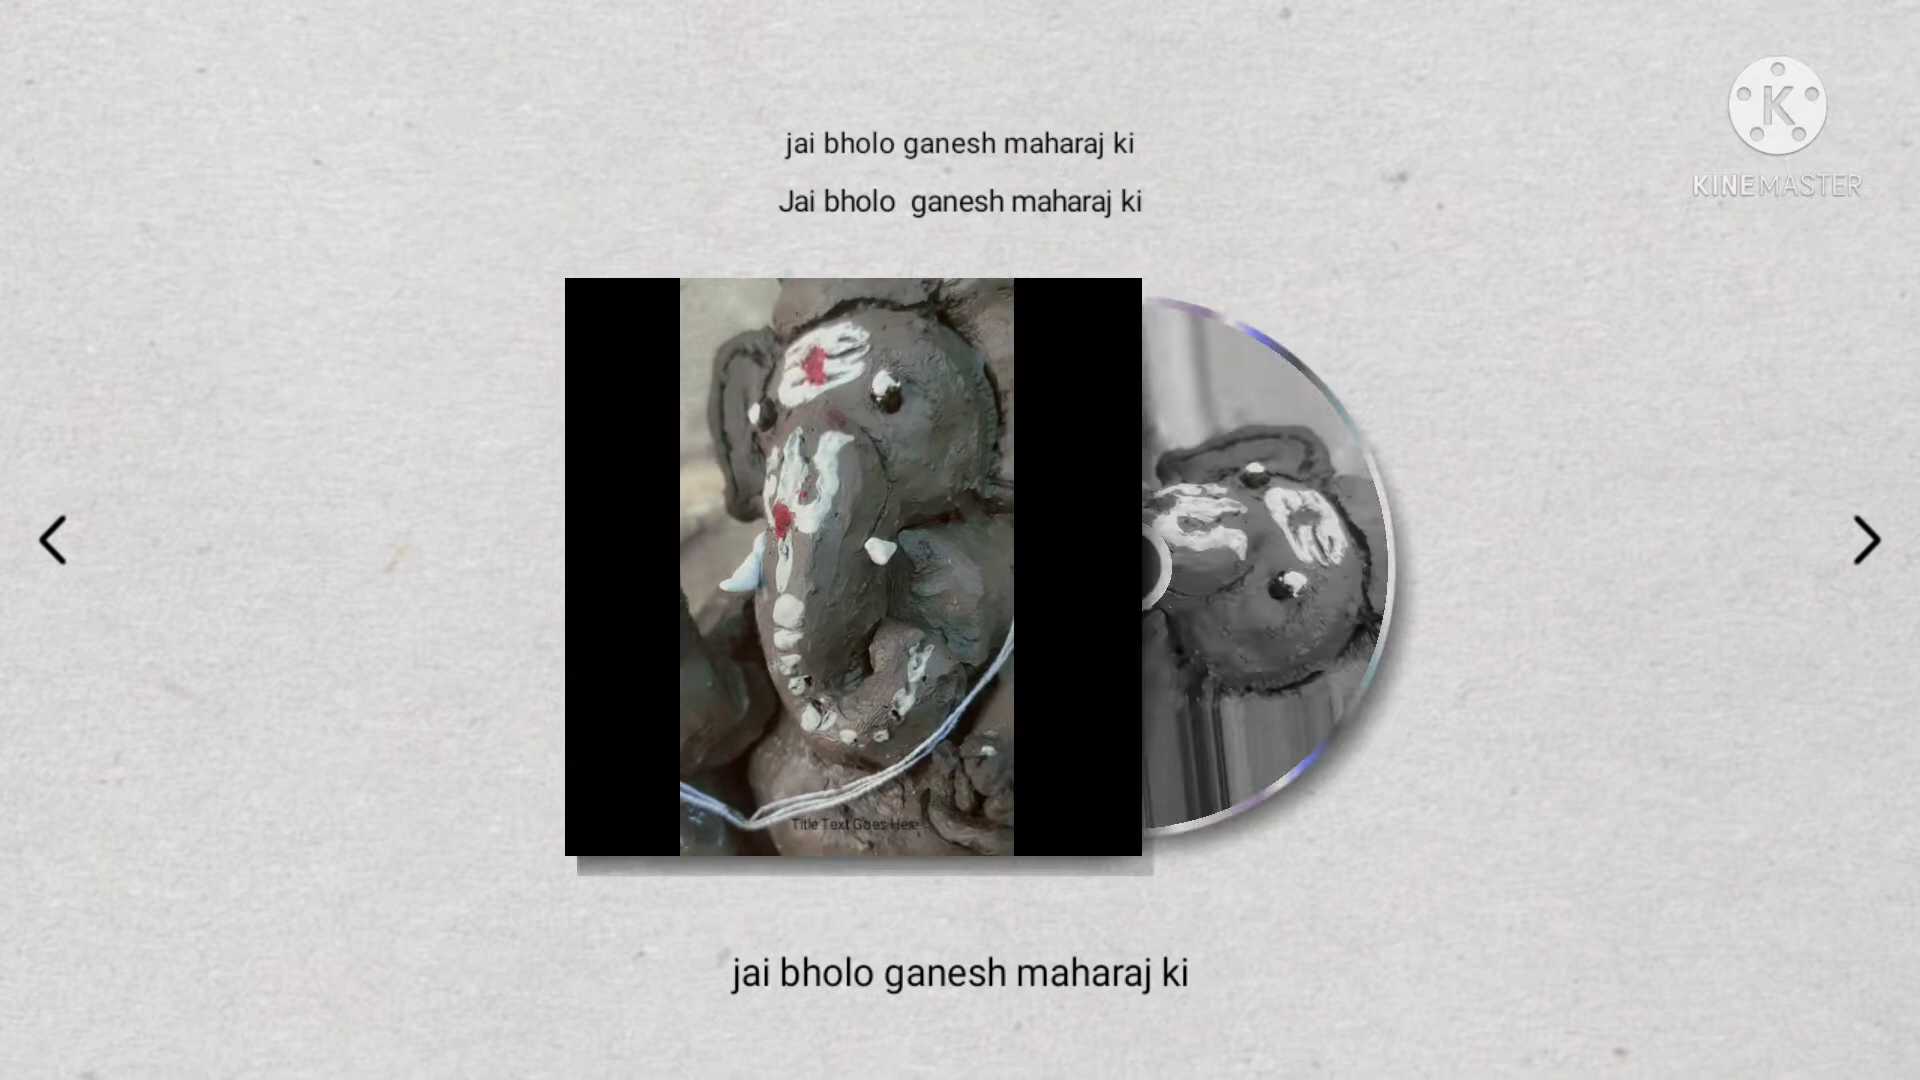 jai bholo ganesh maharaj ki
Jai bholo  ganesh maharaj ki
K
KINEMASTER
Title Text Goes Here
jai bholo ganesh maharaj ki